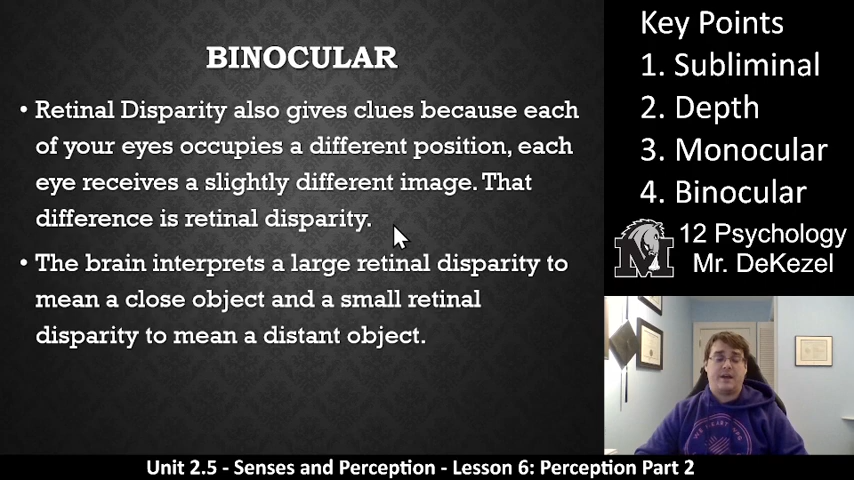 BINOCULAR
• Retinal Disparity also gives clues because each
of your eyes occupies a different position, each
eye receives a slightly different image. That
difference is retinal disparity.
• The brain interprets a large retinal disparity to
mean a close object and a small retinal
disparity to mean a distant object.
Key Points
1. Subliminal
2. Depth
3. Monocular
4. Binocular
M
12 Psychology
Mr. DeKezel
Unit 2.5 - Senses and Perception - Lesson 6: Perception Part 2